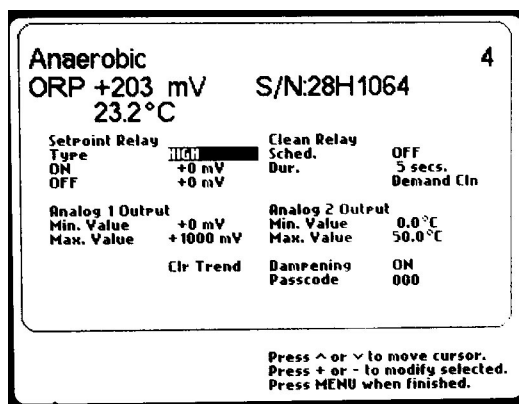 Anaerobic 4
ORP +203 mV S/N:28H1064
23.2°C
Setpoint Relay Clean Relay
Type HIGH Sched. OFF
ON +0 mV Dur. 5 secs.
OFF +0 mV Demand Cln
Analog 1 Output Analog 2 Output
Min. Value +0 mV Min. Value 0.0°C
Max. Value +1000 mV Max. Value 50.0°C
Clr Trend Dampening ON
Passcode 000
Press ^ or v to move cursor.
Press + or - to modify selected.
Press MENU when finished.